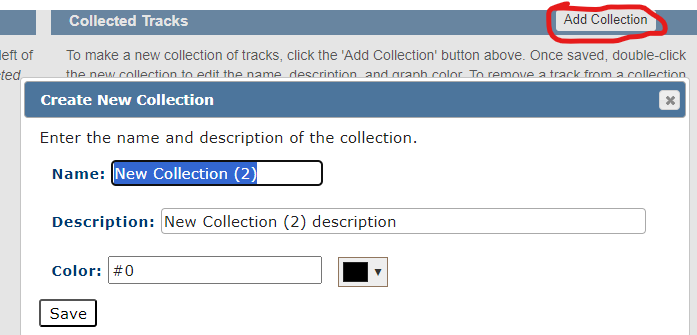 Collected Tracks Add Collection
left of To make a new collection of tracks, click the 'Add Collection' button above. Once saved, double-click
cted the new collection to edit the name, description, and graph color. To remove a track from a collection
Create New Collection
Enter the name and description of the collection.
Name: New Collection (2)
Description: New Collection (2) description
Color: #0
Save